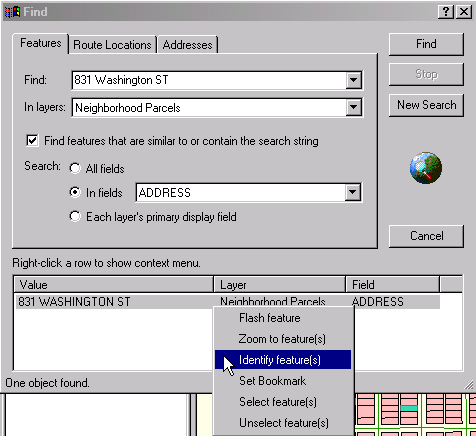 Find
Features
Route Locations
Addresses
Find
Find:
831 Washington ST
Stop
In layers:
Neighborhood Parcels
New Search
Find features that are similar to or contain the search string
Search:
All fields
In fields
ADDRESS
Each layer's primary display field
Cancel
Right-click a row to show context menu.
Value
Layer
Field
831 WASHINGTON ST
Neighborhood Parcels
ADDRESS
Flash feature
Zoom to feature(s)
Identify feature(s)
Set Bookmark
One object found.
Select feature(s)
Unselect feature(s)